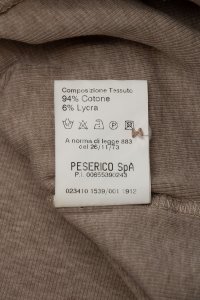 Composizione Tessuto
94% Cotone
6% Lycra
A norma di legge 883
del 26/11/73
PESERICO SpA
P.I. 00855390243
023410 1539/001 1912